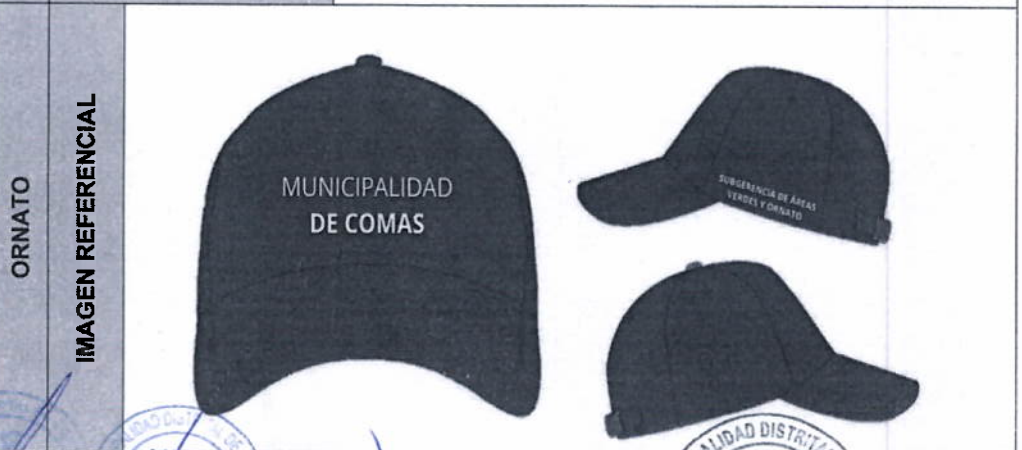 ORNATO
IMAGEN REFERENCIAL
MUNICIPALIDAD
DE COMAS
SUBGERENCIA DE ÁREAS
VERDES Y ORNATO